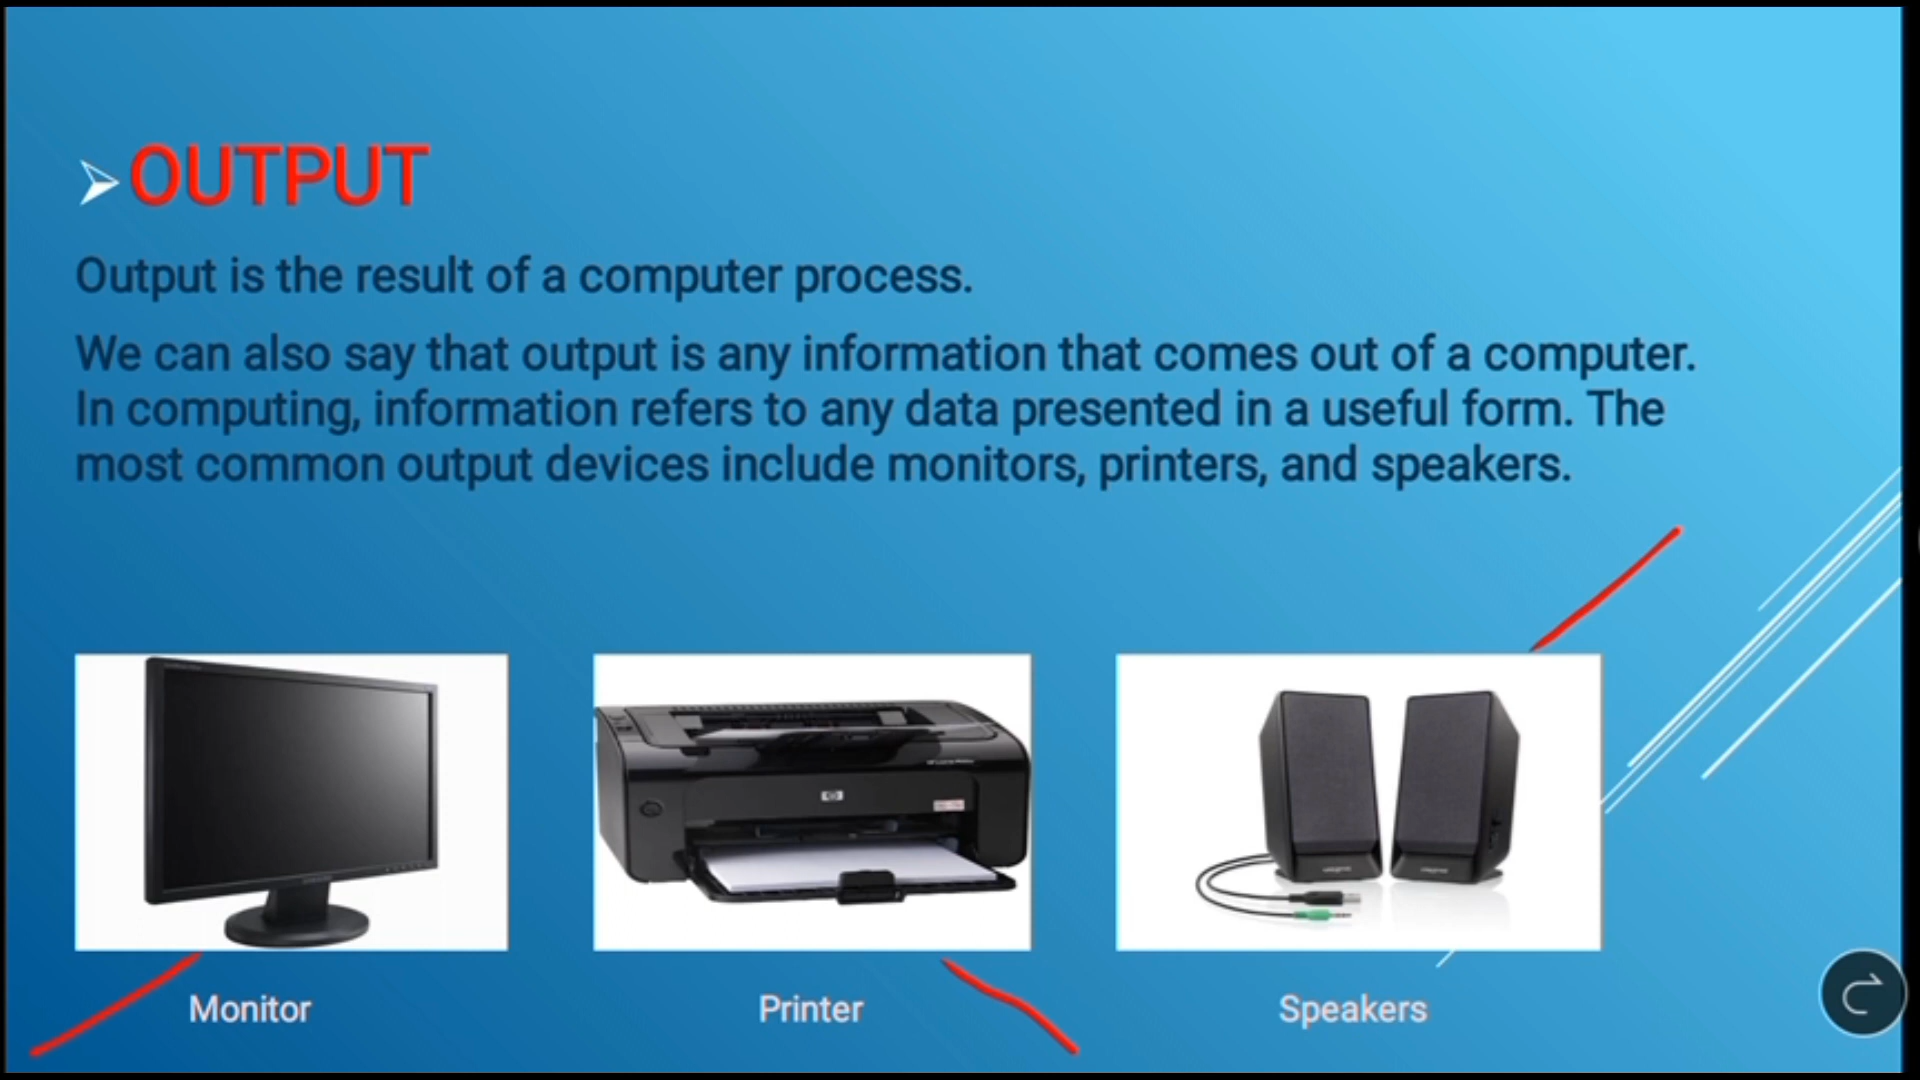 OUTPUT
Output is the result of a computer process.
We can also say that output is any information that comes out of a computer.
In computing, information refers to any data presented in a useful form. The
most common output devices include monitors, printers, and speakers.
hp
Monitor
Printer
Speakers